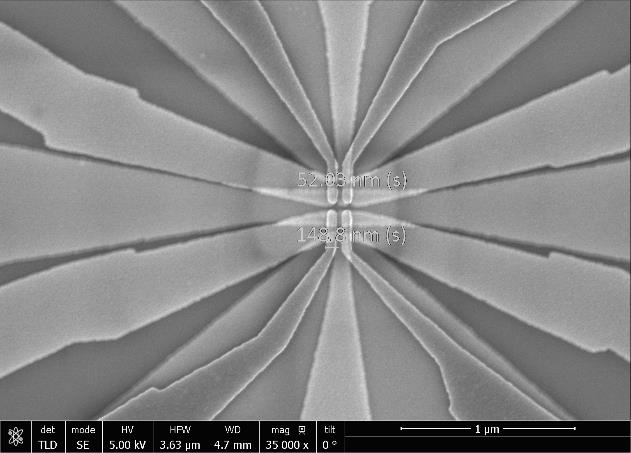 52.03 nm (s)
148.8 nm (s)
det mode HV HFW WD mag tilt
TLD SE 5.00 kV 3.63 µm 4.7 mm 35 000 x 0 ° 1 µm